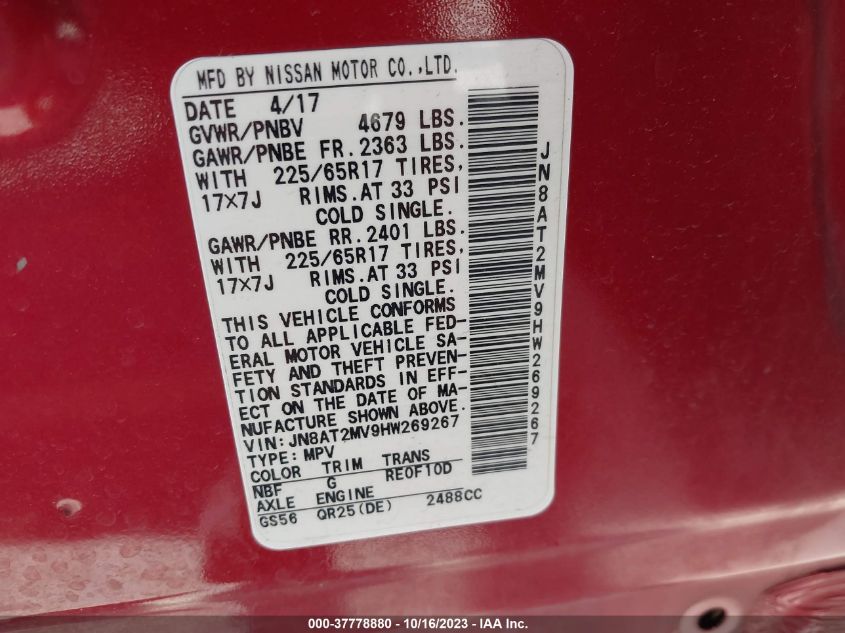 MFD BY NISSAN MOTOR CO.,LTD.
DATE 4/17
GVWR/PNBV 4679 LBS.
GAWR/PNBE FR.2363 LBS.
WITH 225/65R17 TIRES,
17×7J RIMS.AT 33 PSI
COLD SINGLE.
GAWR/PNBE RR.2401 LBS.
WITH 225/65R17 TIRES,
17×7J RIMS.AT 33 PSI
COLD SINGLE.
THIS VEHICLE CONFORMS
TO ALL APPLICABLE FED-
ERAL MOTOR VEHICLE SA-
FETY AND THEFT PREVEN-
TION STANDARDS IN EFF-
ECT ON THE DATE OF MA-
NUFACTURE SHOWN ABOVE.
VIN:JN8AT2MV9HW269267
TYPE:MPV
COLOR TRIM TRANS
NBF G RE0F10D
AXLE ENGINE
GS56 QR25(DE) 2488CC
JN8AT2MV9HW269267
000-37778880 - 10/16/2023 - IAA Inc.